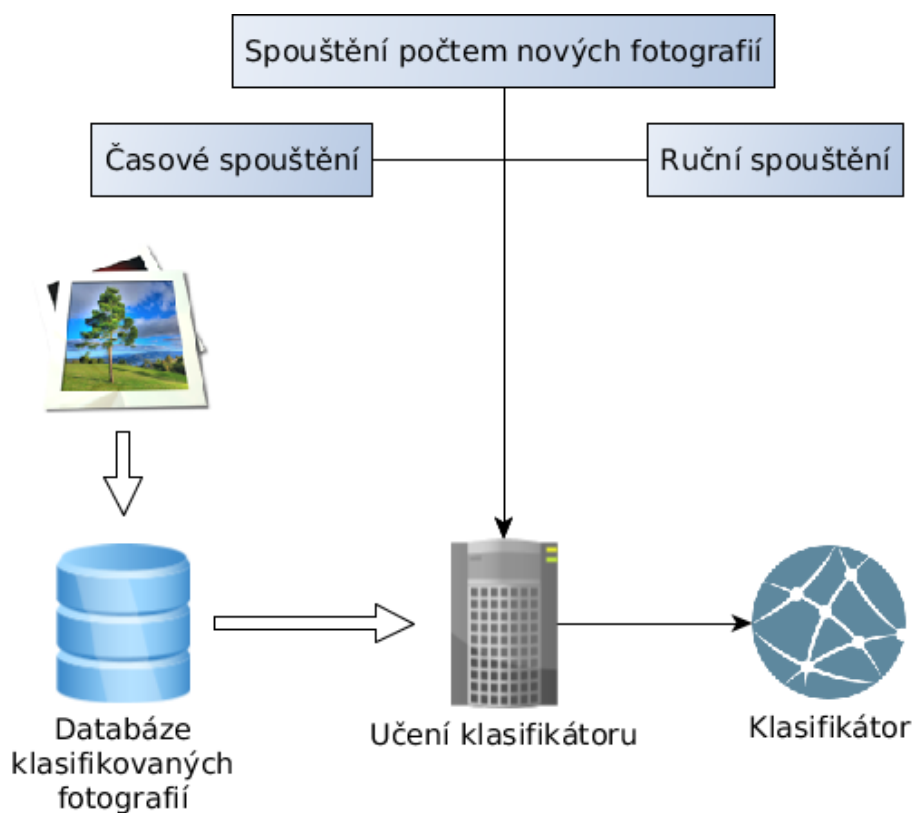 Spouštění počtem nových fotografií
Časové spouštění
Ruční spouštění
Databáze
klasifikovaných
fotografií
Učení klasifikátoru
Klasifikátor